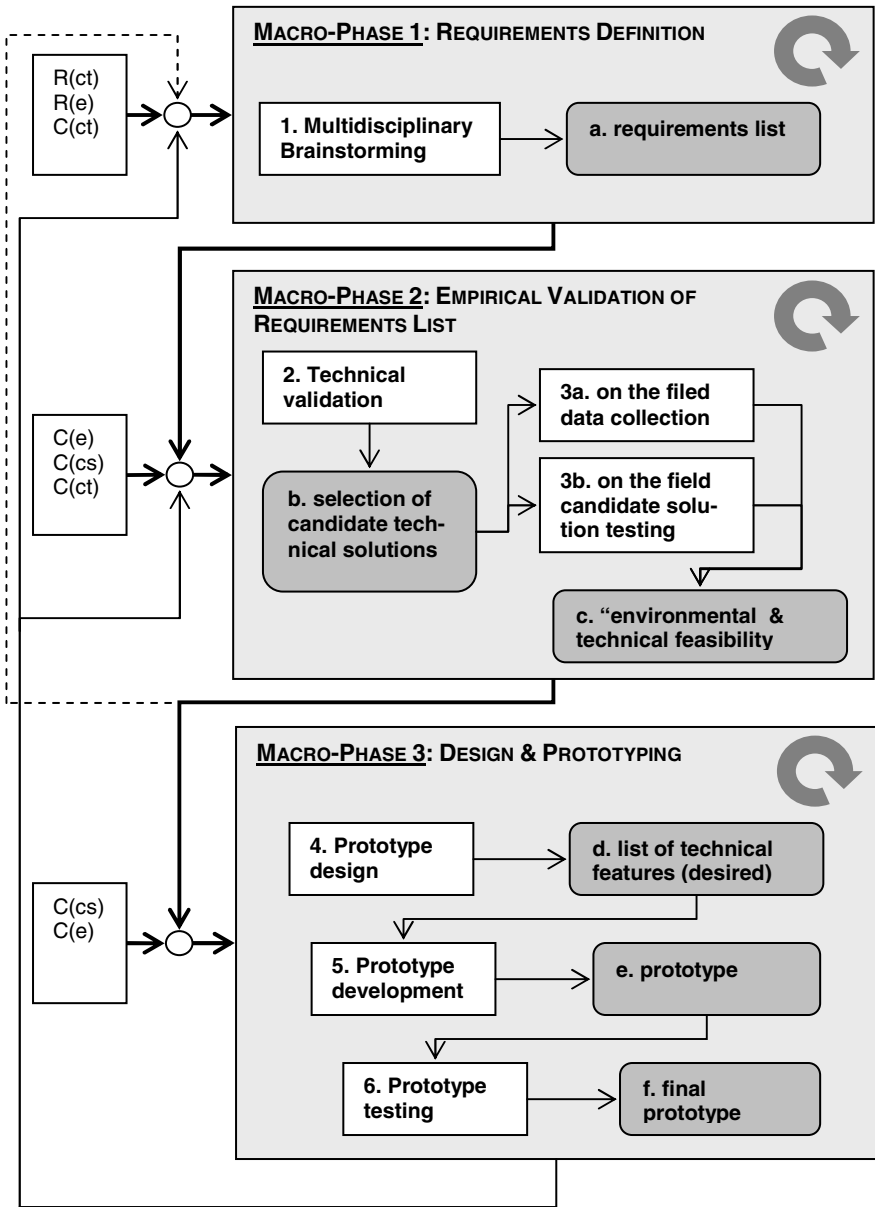 MACRO-PHASE 1: REQUIREMENTS DEFINITION
R(ct)
R(e)
C(ct)
1. Multidisciplinary
Brainstorming
a. requirements list
MACRO-PHASE 2: EMPIRICAL VALIDATION OF
REQUIREMENTS LIST
2. Technical
validation
3a. on the filed
data collection
C(e)
C(cs)
C(ct)
b. selection of
candidate tech-
nical solutions
3b. on the field
candidate solu-
tion testing
c. “environmental &
technical feasibility
MACRO-PHASE 3: DESIGN & PROTOTYPING
4. Prototype
design
d. list of technical
features (desired)
C(cs)
C(e)
5. Prototype
development
e. prototype
6. Prototype
testing
f. final
prototype